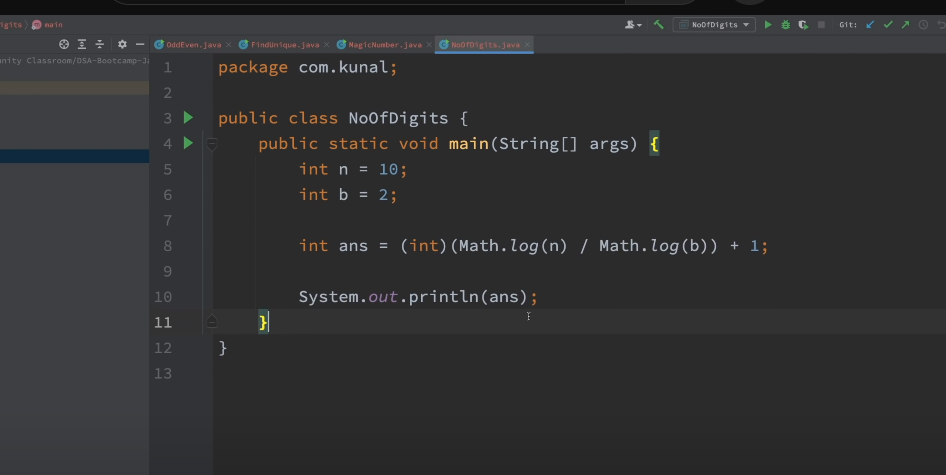 igits main
NoOfDigits Git:
OddEven.java FindUnique.java MagicNumber.java NoOfDigits.java
unity Classroom/DSA-Bootcamp-Ja
1 package com.kunal;
2
3 public class NoOfDigits {
4 public static void main(String[] args) {
5 int n = 10;
6 int b = 2;
7
8 int ans = (int)(Math.log(n) / Math.log(b)) + 1;
9
10 System.out.println(ans);
11 }
12 }
13